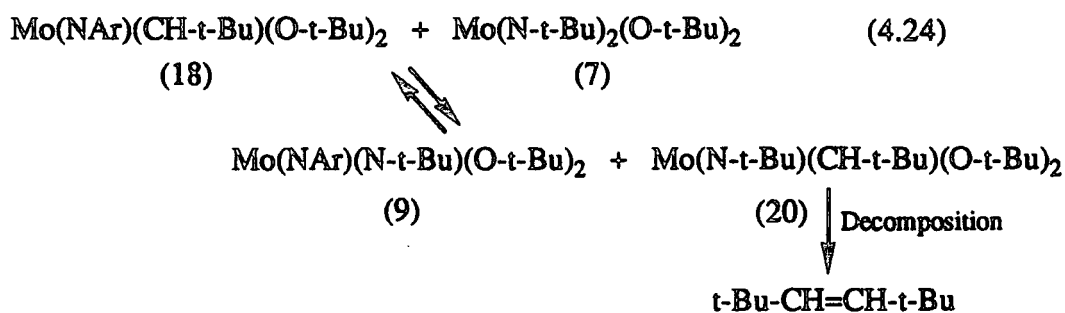 Mo(NAr)(CH-t-Bu)(O-t-Bu)₂ + Mo(N-t-Bu)₂(O-t-Bu)₂ (4.24)
(18) (7)
Mo(NAr)(N-t-Bu)(O-t-Bu)₂ + Mo(N-t-Bu)(CH-t-Bu)(O-t-Bu)₂
(9) (20) Decomposition
t-Bu-CH=CH-t-Bu